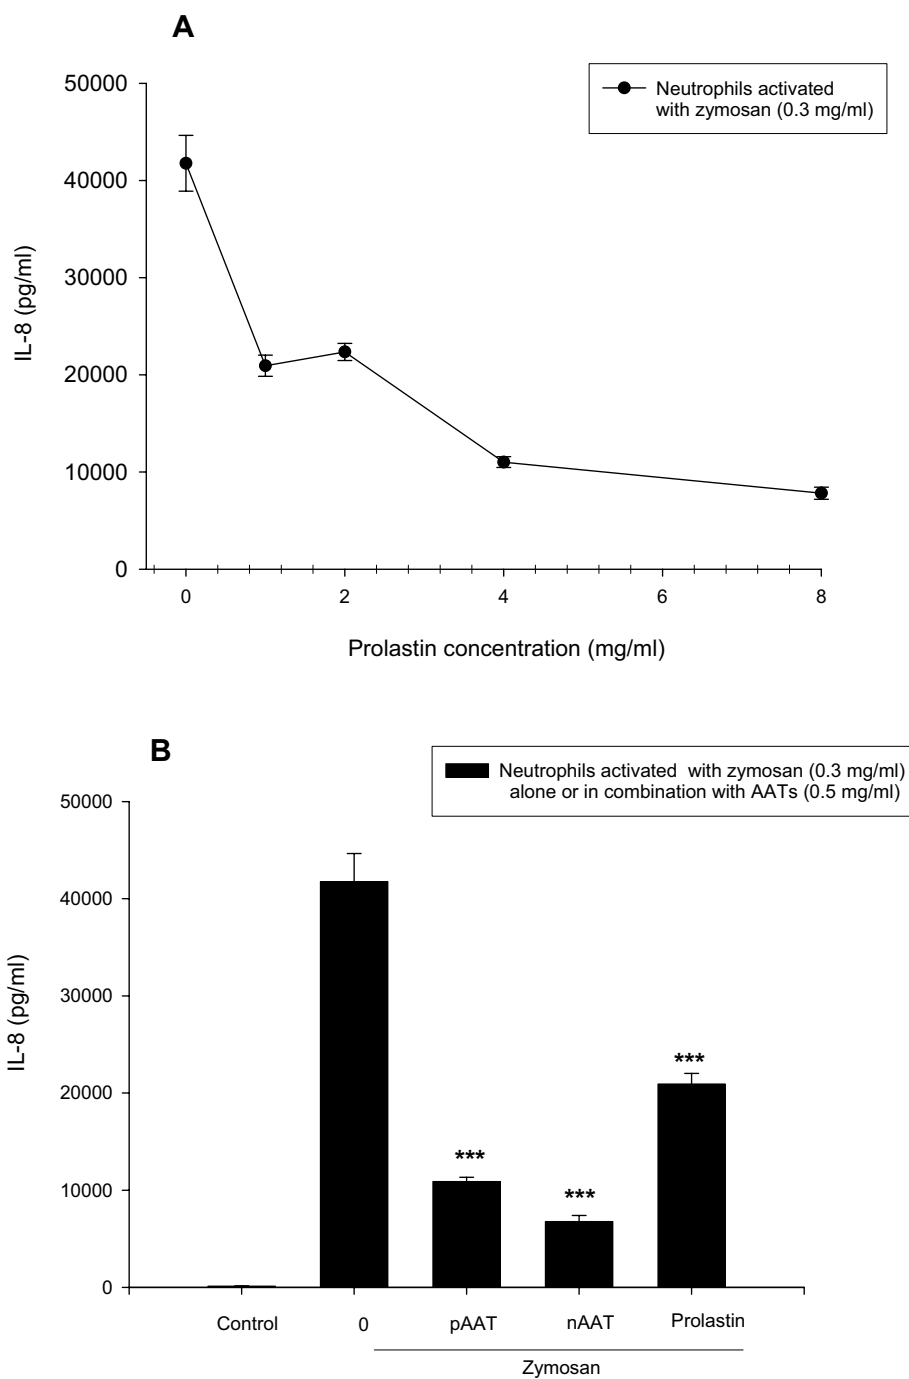 A
50000
40000
30000
20000
10000
0
IL-8 (pg/ml)
Neutrophils activated
with zymosan (0.3 mg/ml)
0 2 4 6 8
Prolastin concentration (mg/ml)
B
Neutrophils activated with zymosan (0.3 mg/ml)
alone or in combination with AATs (0.5 mg/ml)
50000
40000
30000
20000
10000
0
IL-8 (pg/ml)
***
***
***
Control 0 pAAT nAAT Prolastin
Zymosan